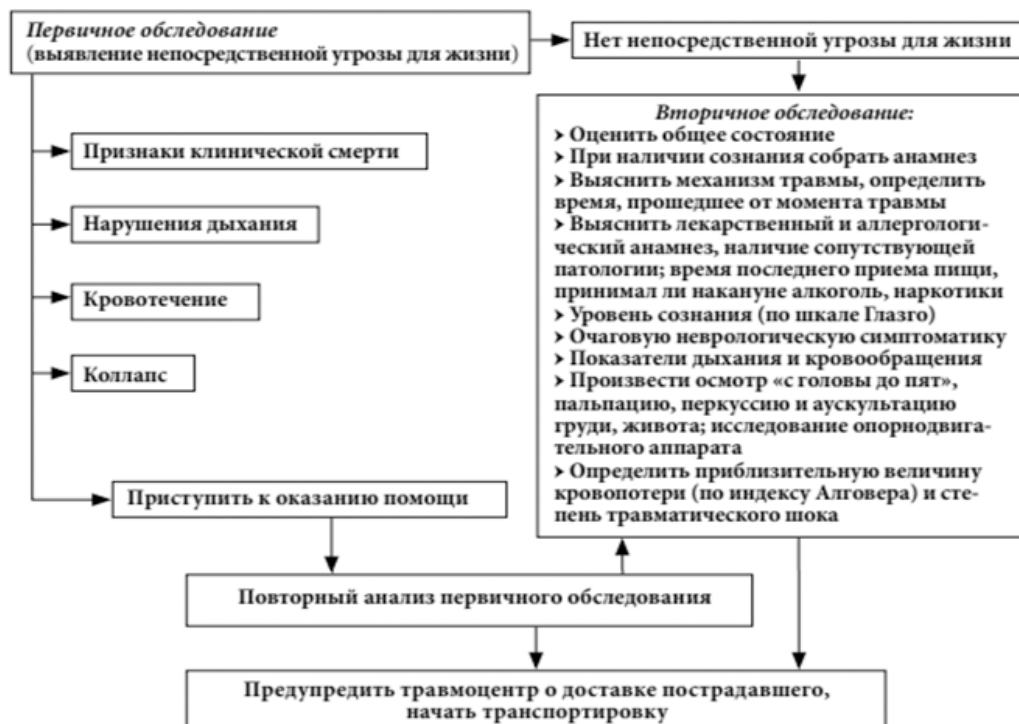 Первичное обследование
(выявление непосредственной угрозы для жизни)
Нет непосредственной угрозы для жизни
Признаки клинической смерти
Нарушения дыхания
Кровотечение
Коллапс
Приступить к оказанию помощи
Вторичное обследование:
➤ Оценить общее состояние
➤ При наличии сознания собрать анамнез
➤ Выяснить механизм травмы, определить
время, прошедшее от момента травмы
➤ Выяснить лекарственный и аллерголо-
гический анамнез, наличие сопутствующей
патологии; время последнего приема пищи,
принимал ли накануне алкоголь, наркотики
➤ Уровень сознания (по шкале Глазго)
➤ Очаговую неврологическую симптоматику
➤ Показатели дыхания и кровообращения
➤ Произвести осмотр «с головы до пят»,
пальпацию, перкуссию и аускультацию
груди, живота; исследование опорнодвига-
тельного аппарата
➤ Определить приблизительную величину
кровопотери (по индексу Алговера) и сте-
пень травматического шока
Повторный анализ первичного обследования
Предупредить травмоцентр о доставке пострадавшего,
начать транспортировку